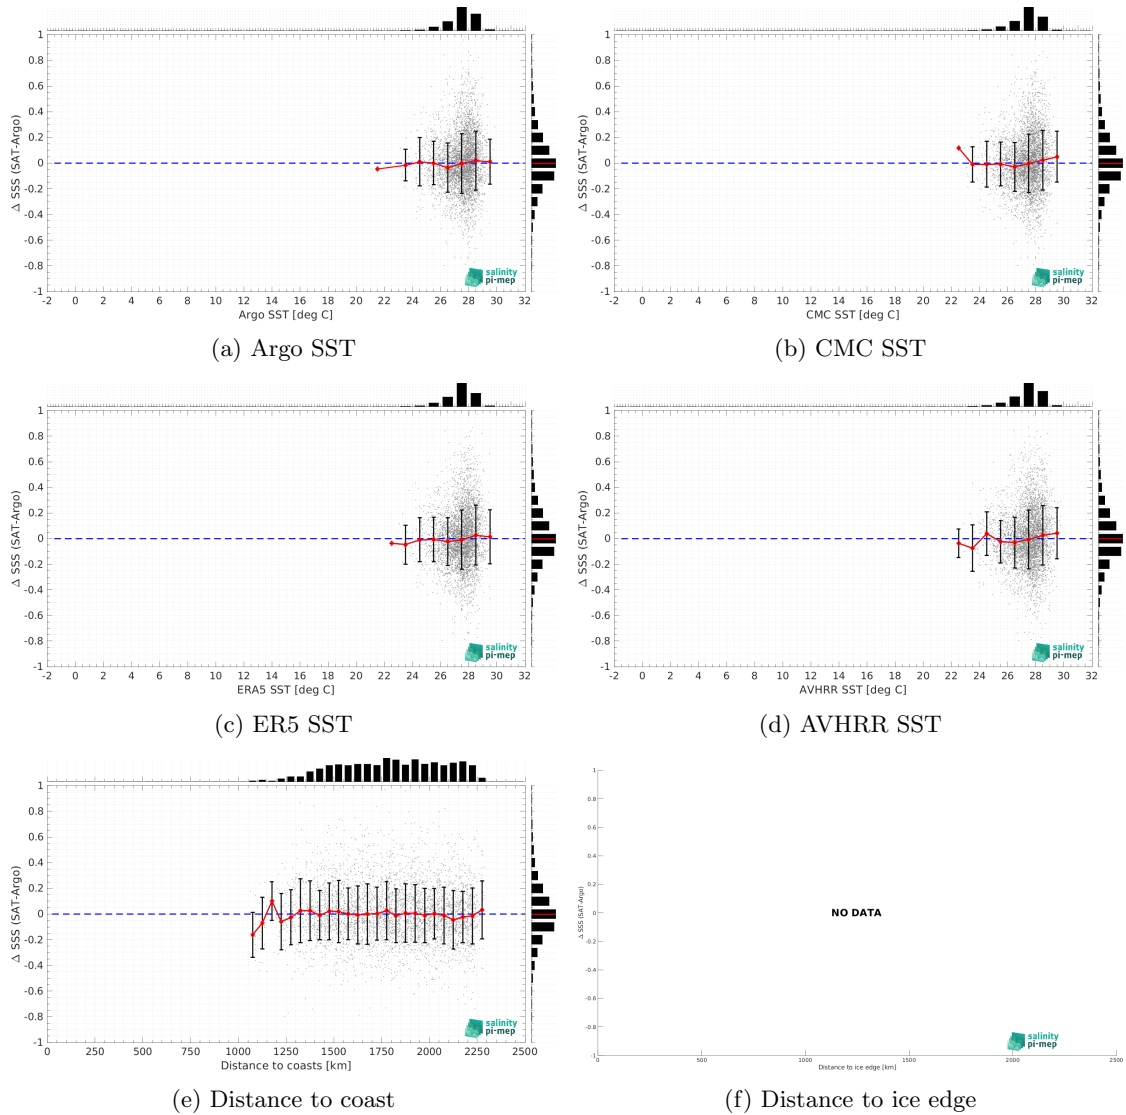 1
0.8
0.6
0.4
0.2
0
-0.2
-0.4
-0.6
-0.8
-1
Δ SSS (SAT-Argo)
salinity
pi-mep
-2 0 2 4 6 8 10 12 14 16 18 20 22 24 26 28 30 32
Argo SST [deg C]
(a) Argo SST
1
0.8
0.6
0.4
0.2
0
-0.2
-0.4
-0.6
-0.8
-1
Δ SSS (SAT-Argo)
salinity
pi-mep
-2 0 2 4 6 8 10 12 14 16 18 20 22 24 26 28 30 32
CMC SST [deg C]
(b) CMC SST
1
0.8
0.6
0.4
0.2
0
-0.2
-0.4
-0.6
-0.8
-1
Δ SSS (SAT-Argo)
salinity
pi-mep
-2 0 2 4 6 8 10 12 14 16 18 20 22 24 26 28 30 32
ERA5 SST [deg C]
(c) ER5 SST
1
0.8
0.6
0.4
0.2
0
-0.2
-0.4
-0.6
-0.8
-1
Δ SSS (SAT-Argo)
salinity
pi-mep
-2 0 2 4 6 8 10 12 14 16 18 20 22 24 26 28 30 32
AVHRR SST [deg C]
(d) AVHRR SST
1
0.8
0.6
0.4
0.2
0
-0.2
-0.4
-0.6
-0.8
-1
Δ SSS (SAT-Argo)
salinity
pi-mep
0 250 500 750 1000 1250 1500 1750 2000 2250 2500
Distance to coasts [km]
(e) Distance to coast
1
0.8
0.6
0.4
0.2
0
-0.2
-0.4
-0.6
-0.8
-1
Δ SSS (SAT-Argo)
NO DATA
salinity
pi-mep
0 500 1000 1500 2000 2500
Distance to ice edge [km]
(f) Distance to ice edge